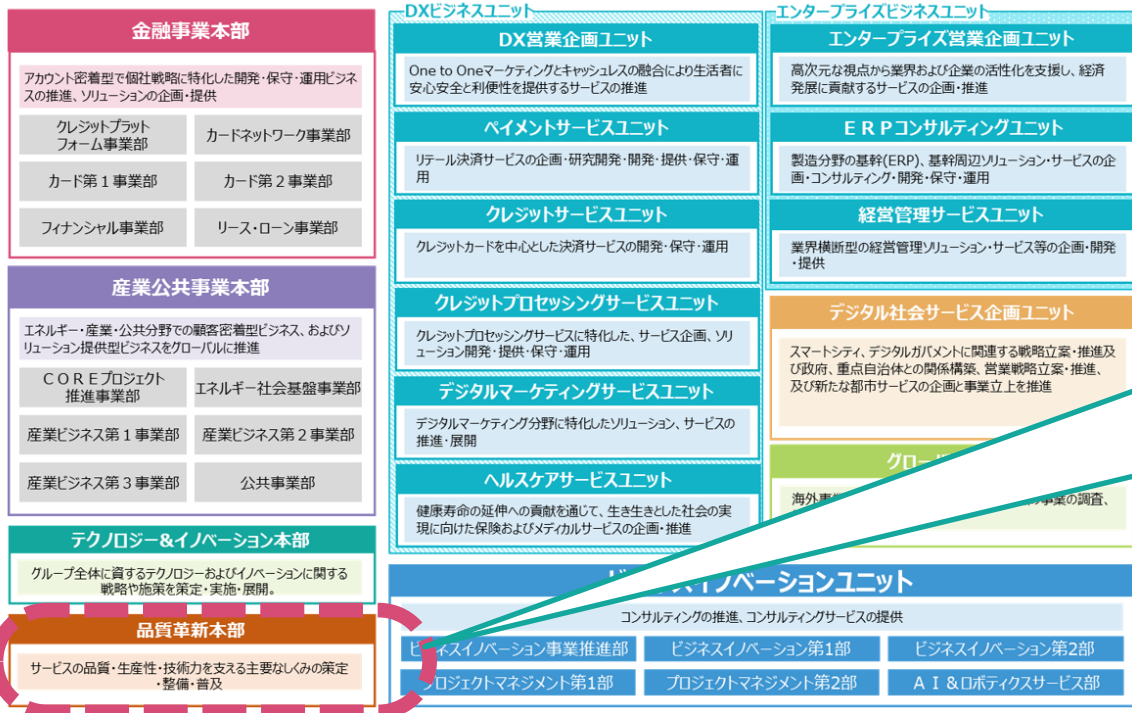 金融事業本部
アカウント密着型で個社戦略に特化した開発・保守・運用ビジネ
スの推進、ソリューションの企画・提供
クレジットプラット
フォーム事業部
カードネットワーク事業部
カード第１事業部
カード第２事業部
フィナンシャル事業部
リース・ローン事業部
産業公共事業本部
エネルギー・産業・公共分野での顧客密着型ビジネス、およびソ
リューション提供型ビジネスをグローバルに推進
ＣＯＲＥプロジェクト
推進事業部
エネルギー社会基盤事業部
産業ビジネス第１事業部
産業ビジネス第２事業部
産業ビジネス第３事業部
公共事業部
テクノロジー&イノベーション本部
グループ全体に資するテクノロジーおよびイノベーションに関する
戦略や施策を策定・実施・展開。
品質革新本部
サービスの品質・生産性・技術力を支える主要なしくみの策定
・整備・普及
DXビジネスユニット
DX営業企画ユニット
One to Oneマーケティングとキャッシュレスの融合により生活者に
安心安全と利便性を提供するサービスの推進
ペイメントサービスユニット
リテール決済サービスの企画・研究開発・開発・提供・保守・運
用
クレジットサービスユニット
クレジットカードを中心とした決済サービスの開発・保守・運用
クレジットプロセッシングサービスユニット
クレジットプロセッシングサービスに特化した、サービス企画、ソリ
ューション開発・提供・保守・運用
デジタルマーケティングサービスユニット
デジタルマーケティング分野に特化したソリューション、サービスの
推進・展開
ヘルスケアサービスユニット
健康寿命の延伸への貢献を通じて、生き生きとした社会の実
現に向けた保険およびメディカルサービスの企画・推進
エンタープライズビジネスユニット
エンタープライズ営業企画ユニット
高次元な視点から業界および企業の活性化を支援し、経済
発展に貢献するサービスの企画・推進
ＥＲＰコンサルティングユニット
製造分野の基幹(ERP)、基幹周辺ソリューション・サービスの企
画・コンサルティング・開発・保守・運用
経営管理サービスユニット
業界横断型の経営管理ソリューション・サービス等の企画・開発
・提供
デジタル社会サービス企画ユニット
スマートシティ、デジタルガバメントに関連する戦略立案・推進及
び政府、重点自治体との関係構築、営業戦略立案・推進、
及び新たな都市サービスの企画と事業立上を推進
グロー
海外事
事業の調査、
スイノベーションユニット
コンサルティングの推進、コンサルティングサービスの提供
ビジネスイノベーション事業推進部
ビジネスイノベーション第1部
ビジネスイノベーション第2部
プロジェクトマネジメント第1部
プロジェクトマネジメント第2部
ＡＩ＆ロボティクスサービス部